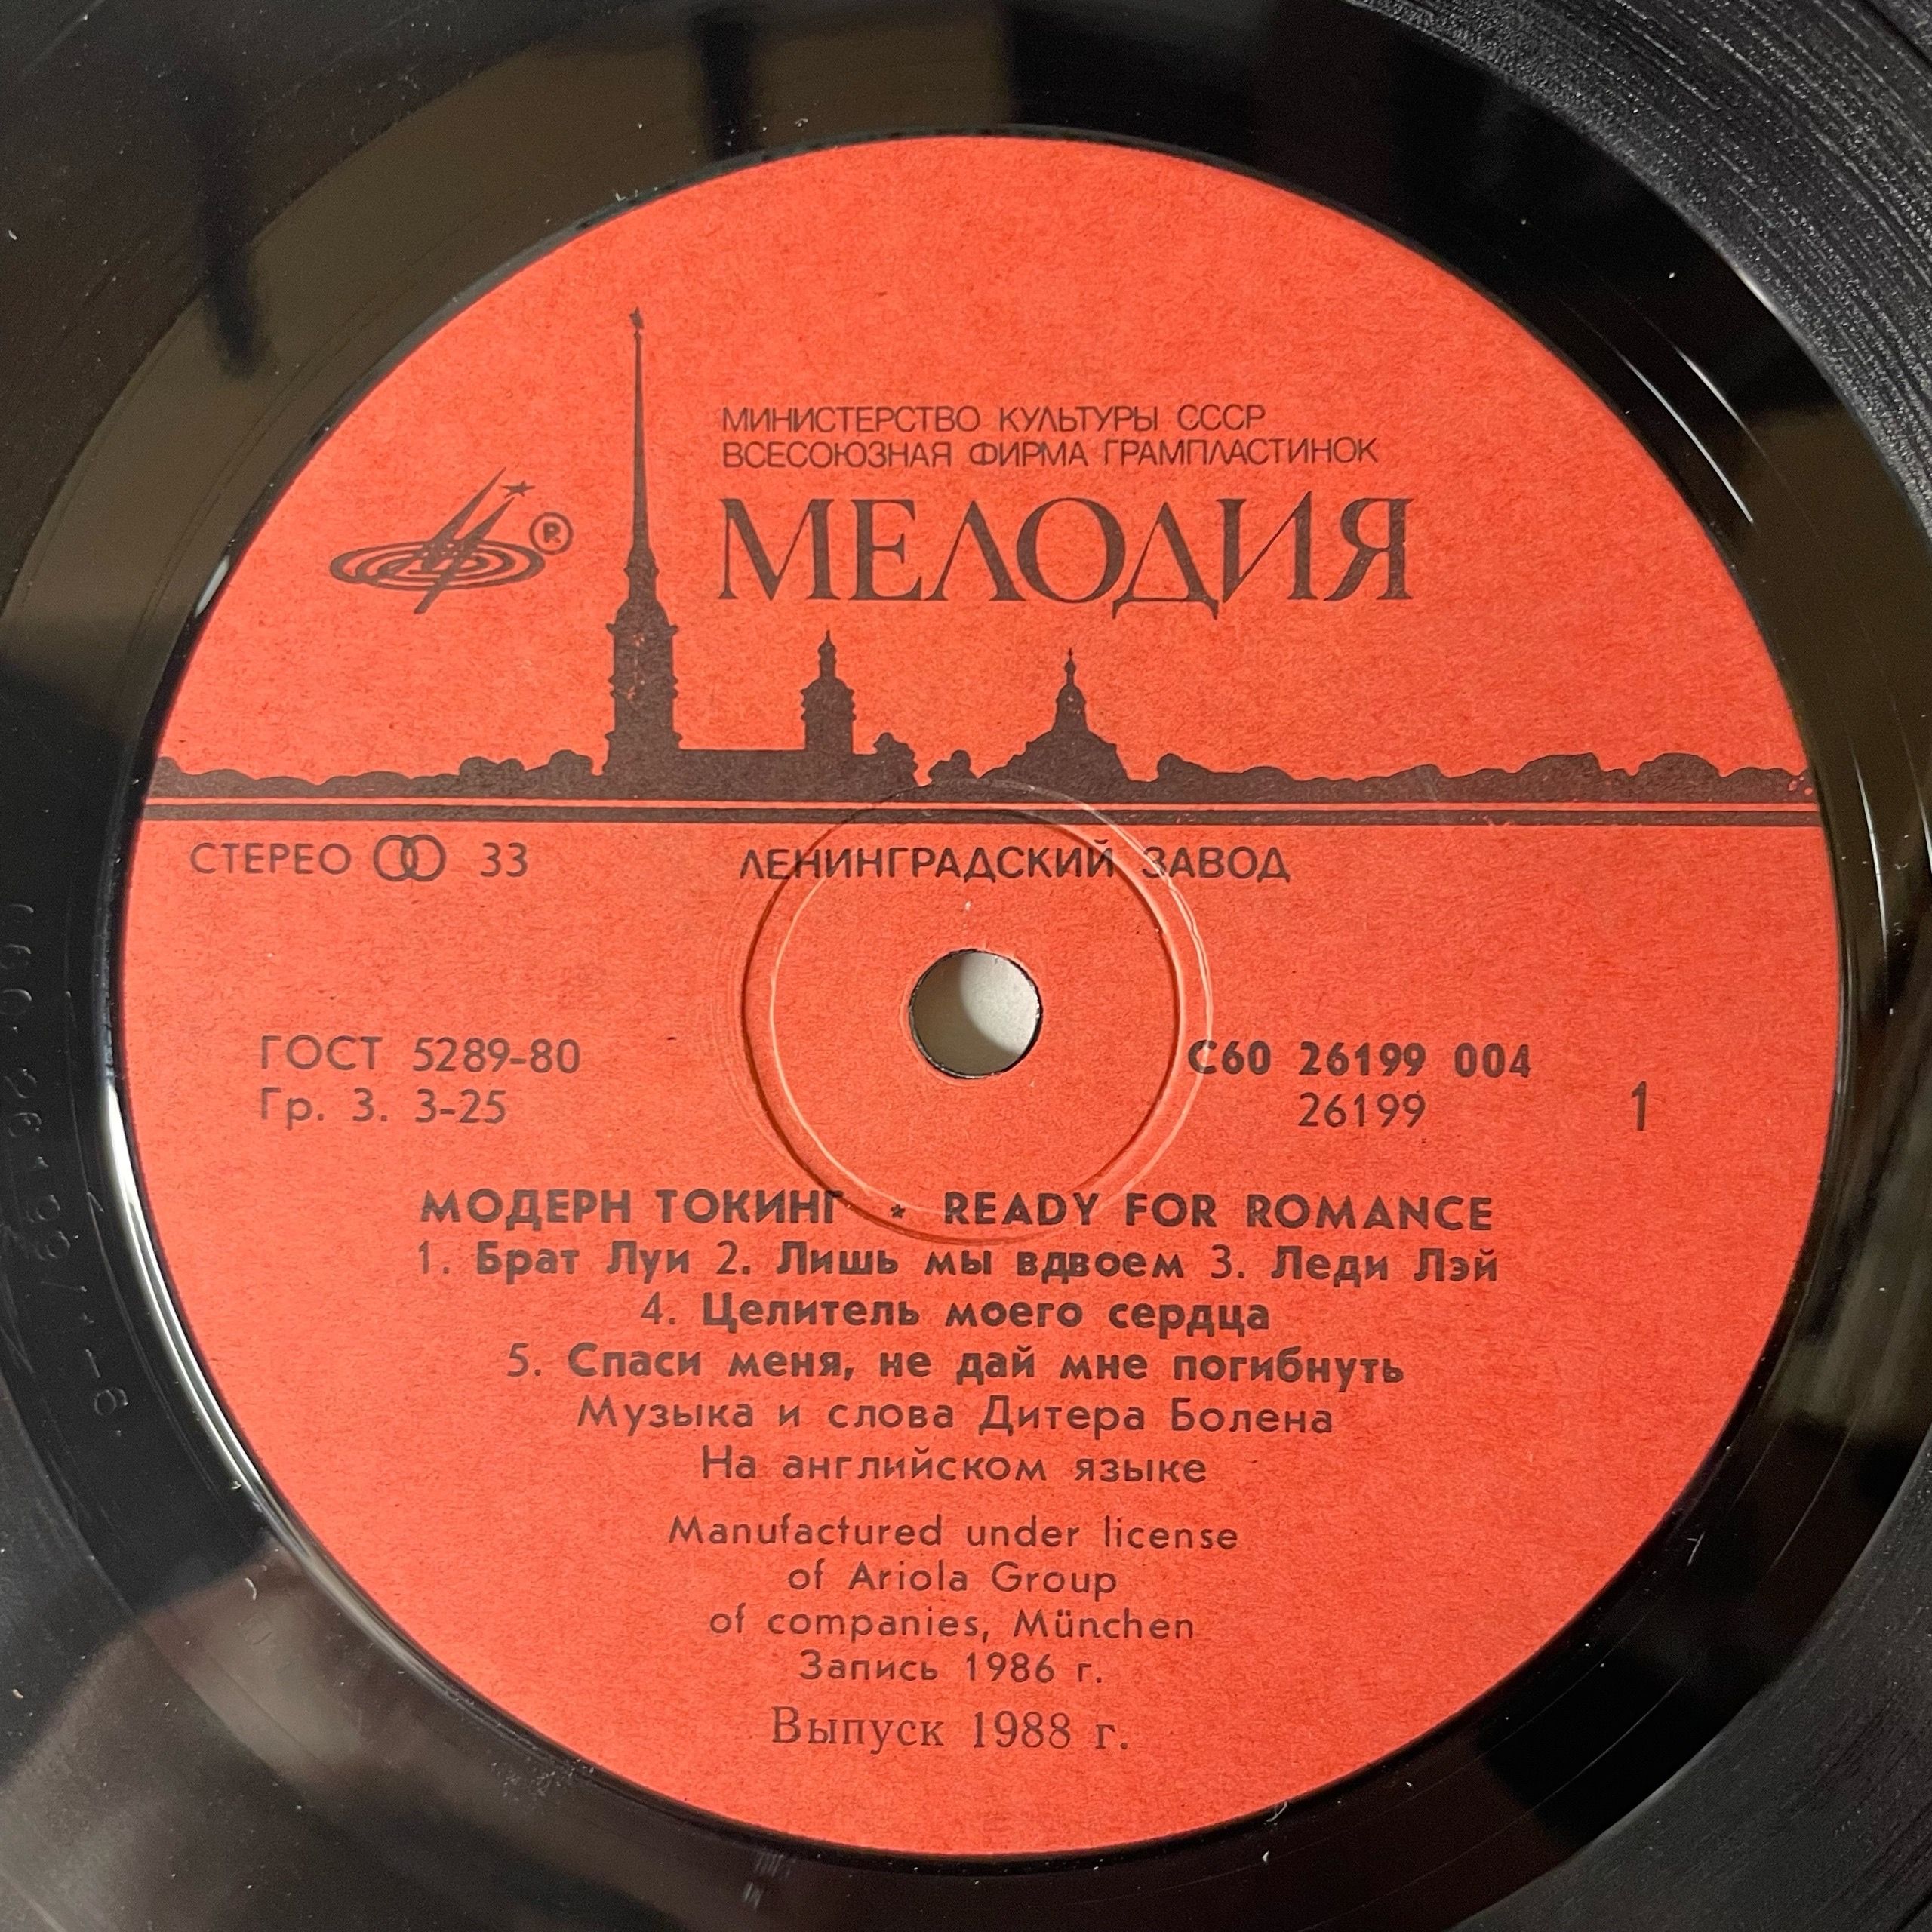 МИНИСТЕРСТВО КУЛЬТУРЫ СССР
ВСЕСОЮЗНАЯ ФИРМА ГРАМПЛАСТИНОК
МЕЛОДИЯ
®
СТЕРЕО 33
ЛЕНИНГРАДСКИЙ ЗАВОД
ГОСТ 5289-80
Гр. 3. 3-25
С60 26199 004
26199
1
МОДЕРН ТОКИНГ * READY FOR ROMANCE
1. Брат Луи 2. Лишь мы вдвоем 3. Леди Лэй
4. Целитель моего сердца
5. Спаси меня, не дай мне погибнуть
Музыка и слова Дитера Болена
На английском языке
Manufactured under license
of Ariola Group
of companies, München
Запись 1986 г.
Выпуск 1988 г.